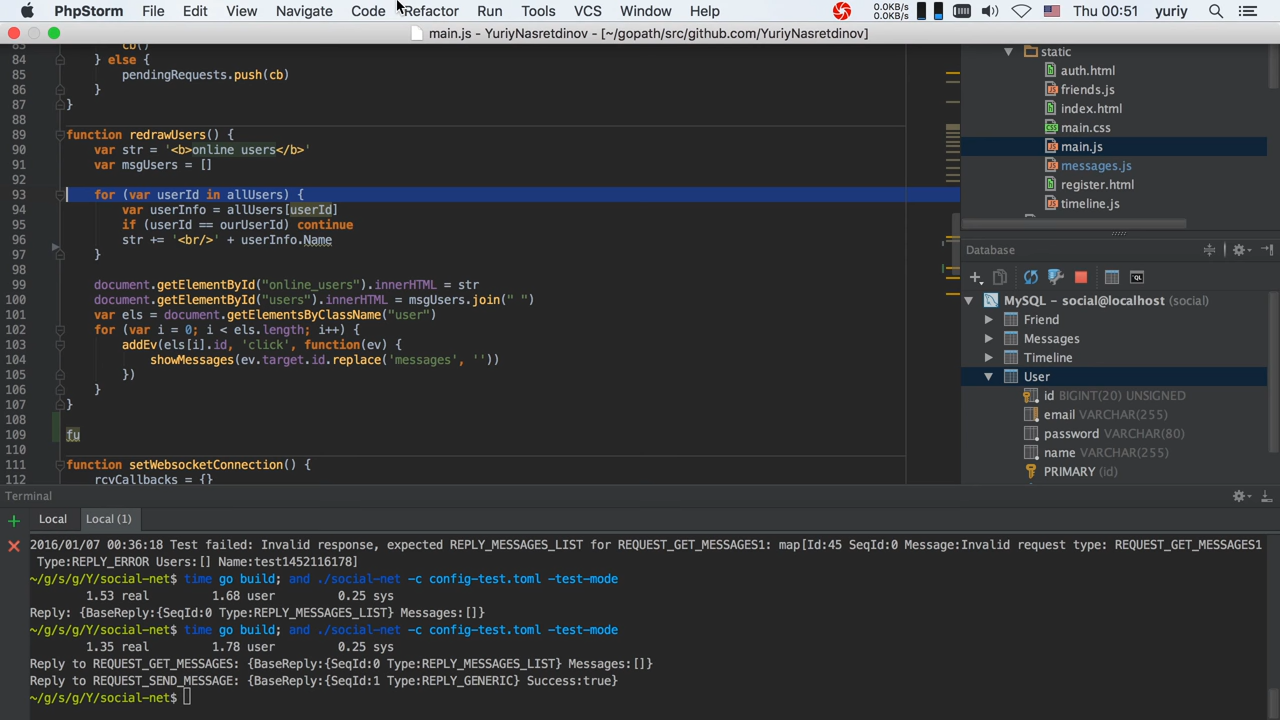 PhpStorm File Edit View Navigate Code Refactor Run Tools VCS Window Help 0.0KB/s 0.0KB/s Thu 00:51 yuriy
main.js - YuriyNasretdinov - [~/gopath/src/github.com/YuriyNasretdinov]
83 cb()
84 } else {
85 pendingRequests.push(cb)
86 }
87 }
88
89 function redrawUsers() {
90 var str = '<b>online users</b>'
91 var msgUsers = []
92
93 for (var userId in allUsers) {
94 var userInfo = allUsers[userId]
95 if (userId == ourUserId) continue
96 str += '<br/>' + userInfo.Name
97 }
98
99 document.getElementById("online_users").innerHTML = str
100 document.getElementById("users").innerHTML = msgUsers.join(" ")
101 var els = document.getElementsByClassName("user")
102 for (var i = 0; i < els.length; i++) {
103 addEv(els[i].id, 'click', function(ev) {
104 showMessages(ev.target.id.replace('messages', ''))
105 })
106 }
107 }
108
109 fu
110
111 function setWebsocketConnection() {
112 rcvCallbacks = {}
static
auth.html
friends.js
index.html
main.css
main.js
messages.js
register.html
timeline.js
Database
MySQL - social@localhost (social)
Friend
Messages
Timeline
User
id BIGINT(20) UNSIGNED
email VARCHAR(255)
password VARCHAR(80)
name VARCHAR(255)
PRIMARY (id)
Terminal
Local Local (1)
2016/01/07 00:36:18 Test failed: Invalid response, expected REPLY_MESSAGES_LIST for REQUEST_GET_MESSAGES1: map[Id:45 SeqId:0 Message:Invalid request type: REQUEST_GET_MESSAGES1
Type:REPLY_ERROR Users:[] Name:test1452116178]
~/g/s/g/Y/social-net$ time go build; and ./social-net -c config-test.toml -test-mode
1.53 real 1.68 user 0.25 sys
Reply: {BaseReply:{SeqId:0 Type:REPLY_MESSAGES_LIST} Messages:[]}
~/g/s/g/Y/social-net$ time go build; and ./social-net -c config-test.toml -test-mode
1.35 real 1.78 user 0.25 sys
Reply to REQUEST_GET_MESSAGES: {BaseReply:{SeqId:0 Type:REPLY_MESSAGES_LIST} Messages:[]}
Reply to REQUEST_SEND_MESSAGE: {BaseReply:{SeqId:1 Type:REPLY_GENERIC} Success:true}
~/g/s/g/Y/social-net$